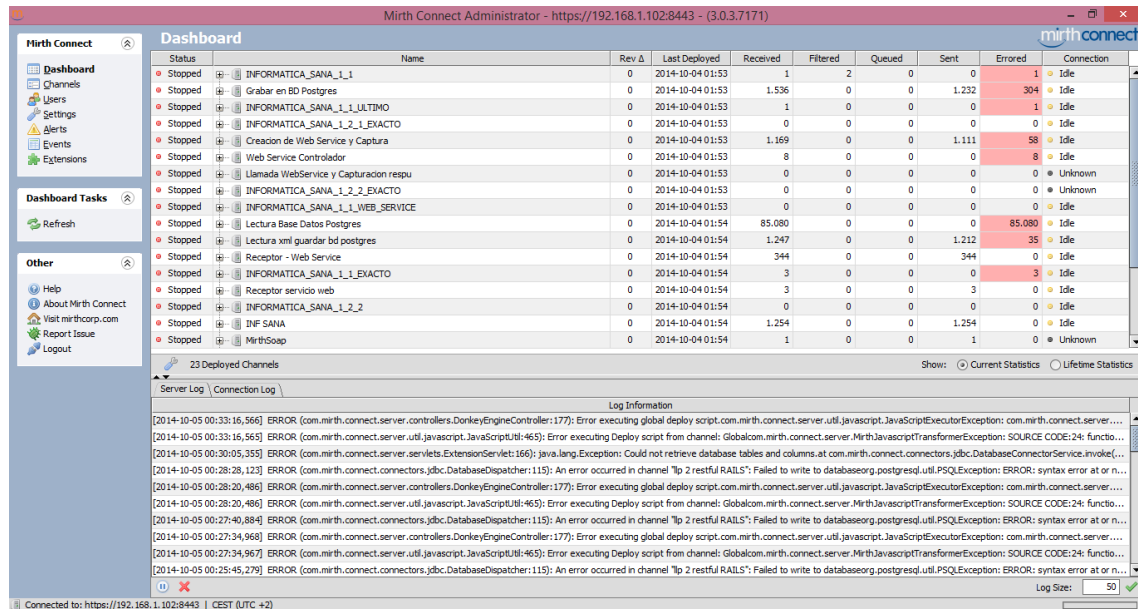 Mirth Connect Administrator - https://192.168.1.102:8443 - (3.0.3.7171)
Mirth Connect
Dashboard
Channels
Users
Settings
Alerts
Events
Extensions
Dashboard Tasks
Refresh
Other
Help
About Mirth Connect
Visit mirthcorp.com
Report Issue
Logout
Dashboard
mirthconnect
Status Name Rev Δ Last Deployed Received Filtered Queued Sent Errored Connection
Stopped INFORMATICA_SANA_1_1 0 2014-10-04 01:53 1 2 0 0 1 Idle
Stopped Grabar en BD Postgres 0 2014-10-04 01:53 1.536 0 0 1.232 304 Idle
Stopped INFORMATICA_SANA_1_1_ULTIMO 0 2014-10-04 01:53 1 0 0 0 1 Idle
Stopped INFORMATICA_SANA_1_2_1_EXACTO 0 2014-10-04 01:53 0 0 0 0 0 Idle
Stopped Creacion de Web Service y Captura 0 2014-10-04 01:53 1.169 0 0 1.111 58 Idle
Stopped Web Service Controlador 0 2014-10-04 01:53 8 0 0 0 8 Idle
Stopped Llamada WebService y Capturacion respu 0 2014-10-04 01:53 0 0 0 0 0 Unknown
Stopped INFORMATICA_SANA_1_2_2_EXACTO 0 2014-10-04 01:53 0 0 0 0 0 Unknown
Stopped INFORMATICA_SANA_1_1_WEB_SERVICE 0 2014-10-04 01:53 0 0 0 0 0 Idle
Stopped Lectura Base Datos Postgres 0 2014-10-04 01:54 85.080 0 0 0 85.080 Idle
Stopped Lectura xml guardar bd postgres 0 2014-10-04 01:54 1.247 0 0 1.212 35 Idle
Stopped Receptor - Web Service 0 2014-10-04 01:54 344 0 0 344 0 Idle
Stopped INFORMATICA_SANA_1_1_EXACTO 0 2014-10-04 01:54 3 0 0 0 3 Idle
Stopped Receptor servicio web 0 2014-10-04 01:54 3 0 0 3 0 Idle
Stopped INFORMATICA_SANA_1_2_2 0 2014-10-04 01:54 0 0 0 0 0 Idle
Stopped INF SANA 0 2014-10-04 01:54 1.254 0 0 1.254 0 Idle
Stopped MirthSoap 0 2014-10-04 01:54 1 0 0 1 0 Unknown
23 Deployed Channels Show: Current Statistics Lifetime Statistics
Server Log Connection Log
Log Information
[2014-10-05 00:33:16,566] ERROR (com.mirth.connect.server.controllers.DonkeyEngineController:177): Error executing global deploy script.com.mirth.connect.server.util.javascript.JavaScriptExecutorException: com.mirth.connect.server....
[2014-10-05 00:33:16,565] ERROR (com.mirth.connect.server.util.javascript.JavaScriptUtil:465): Error executing Deploy script from channel: Globalcom.mirth.connect.server.MirthJavascriptTransformerException: SOURCE CODE:24: functio...
[2014-10-05 00:30:05,355] ERROR (com.mirth.connect.server.servlets.ExtensionServlet:166): java.lang.Exception: Could not retrieve database tables and columns.at com.mirth.connect.connectors.jdbc.DatabaseConnectorService.invoke(...
[2014-10-05 00:28:28,123] ERROR (com.mirth.connect.connectors.jdbc.DatabaseDispatcher:115): An error occurred in channel "llp 2 restful RAILS": Failed to write to databaseorg.postgresql.util.PSQLException: ERROR: syntax error at or n...
[2014-10-05 00:28:20,486] ERROR (com.mirth.connect.server.controllers.DonkeyEngineController:177): Error executing global deploy script.com.mirth.connect.server.util.javascript.JavaScriptExecutorException: com.mirth.connect.server....
[2014-10-05 00:28:20,486] ERROR (com.mirth.connect.server.util.javascript.JavaScriptUtil:465): Error executing Deploy script from channel: Globalcom.mirth.connect.server.MirthJavascriptTransformerException: SOURCE CODE:24: functio...
[2014-10-05 00:27:40,884] ERROR (com.mirth.connect.connectors.jdbc.DatabaseDispatcher:115): An error occurred in channel "llp 2 restful RAILS": Failed to write to databaseorg.postgresql.util.PSQLException: ERROR: syntax error at or n...
[2014-10-05 00:27:34,968] ERROR (com.mirth.connect.server.controllers.DonkeyEngineController:177): Error executing global deploy script.com.mirth.connect.server.util.javascript.JavaScriptExecutorException: com.mirth.connect.server....
[2014-10-05 00:27:34,967] ERROR (com.mirth.connect.server.util.javascript.JavaScriptUtil:465): Error executing Deploy script from channel: Globalcom.mirth.connect.server.MirthJavascriptTransformerException: SOURCE CODE:24: functio...
[2014-10-05 00:25:45,279] ERROR (com.mirth.connect.connectors.jdbc.DatabaseDispatcher:115): An error occurred in channel "llp 2 restful RAILS": Failed to write to databaseorg.postgresql.util.PSQLException: ERROR: syntax error at or n...
Log Size: 50
Connected to: https://192.168.1.102:8443 | CEST (UTC +2)